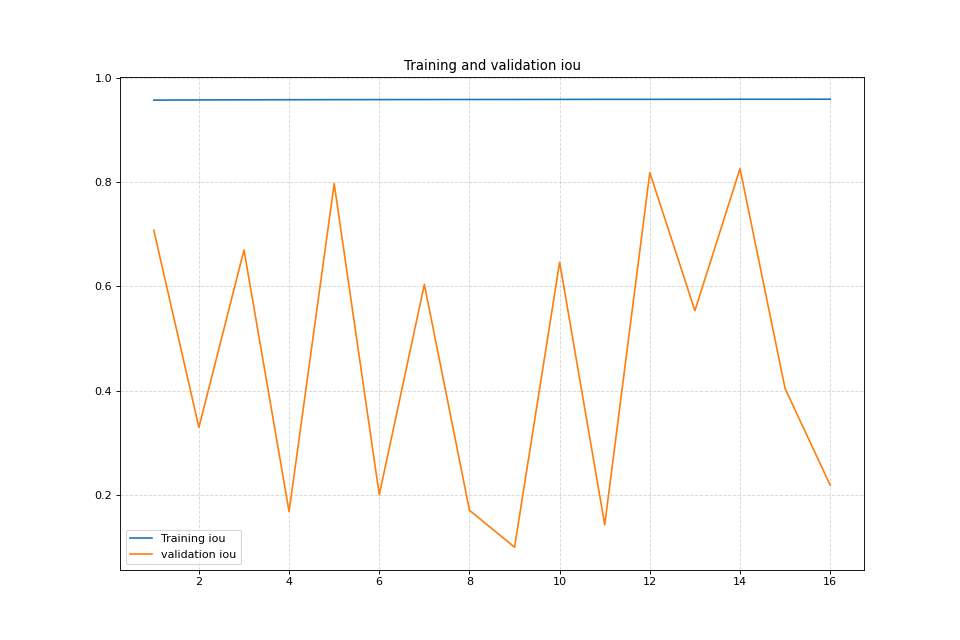 Training and validation iou
1.0
0.8
0.6
0.4
0.2
Training iou
validation iou
2 4 6 8 10 12 14 16